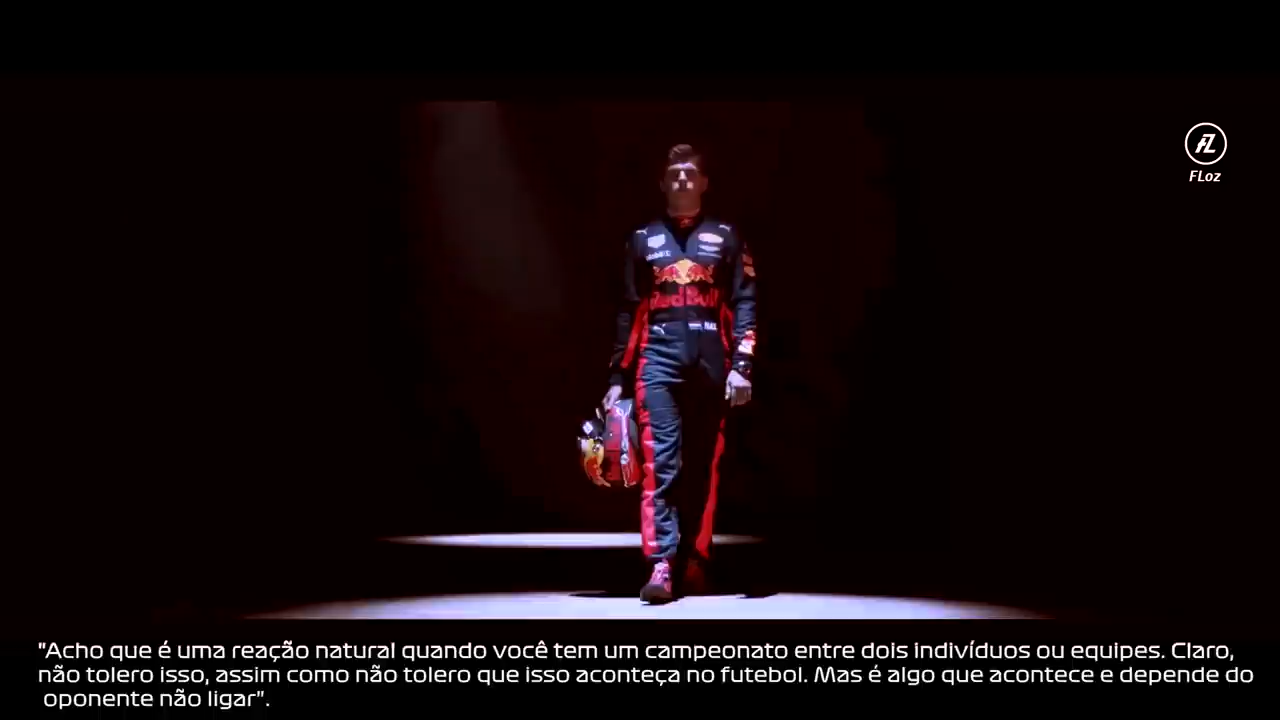 FLoz
Red Bull
"Acho que é uma reação natural quando você tem um campeonato entre dois indivíduos ou equipes. Claro,
não tolero isso, assim como não tolero que isso aconteça no futebol. Mas é algo que acontece e depende do
oponente não ligar".